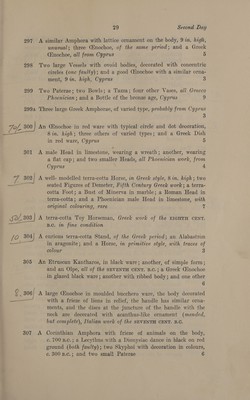 29 Second Day
297 A similar Amphora with lattice ornament on the body, 9 in. high,
unusual; three Œnochoæ, of the same period; and a Greek
Œnochoe, all from Cyprus 5
298 Two large Vessels with ovoid bodies, decorated with concentric
circles (one faulty); and a good Œnochoe with a similar orna-
ment, 9 in. high, Cyprus 3
299 Two Pateras; two Bowls; a Tazza; four other Vases, all Græco
Phœnician; and a Bottle of the bronze age, Cyprus 9
299A Three large Greek Amphoræ, of varied type, probably from Cyprus
3
300 An Œnochoe in red ware with typical circle and dot decoration,
8 in. high; three others of varied types; and a Greek Dish
in red ware, Cyprus 5
301 A male Head in limestone, wearing a wreath; another, wearing
a flat cap; and two smaller Heads, all Phœnician work, from
Cyprus 4
302 A well- modelled terra-cotta Horse, in Greek style, 8 in. high; two
seated Figures of Demeter, Fifth Century Greek work; a terra-
cotta Foot; a Bust of Minerva in marble; a Roman Head in
terra-cotta; and a Phœnician male Head in limestone, with
original colouring, rare 7
303 A terra-cotta Toy Horseman, Greek work of the EIGHTH CENT.
B.C. in fine condition
304 A curious terra-cotta Stand, of the Greek period; an Alabastron
in aragonite; and a Horse, in primitive style, with traces of
colour 3
305 An Etruscan Kantharos, in black ware; another, of simple form;
and an Olpe, all of the SEVENTH CENT. B.C.; a Greek Œnochoe
in glazed black ware; another with ribbed body; and one other
6
306 A large Œnochoe in moulded bucchero ware, the body decorated
with a frieze of lions in relief, the handle has similar orna-
ments, and the discs at the junction of the handle with the
neck are decorated with acanthus-like ornament (mended,
but complete), Italian work of the SEVENTH CENT. B.C.
307 A Corinthian Amphora with frieze of animals on the body,
c. 100 B.C.; a Lecythus with a Dionysiac dance in black on red
ground (both faulty); two Skyphoi with decoration in colours,
c. 300 B.C.; and two small Pateras 6